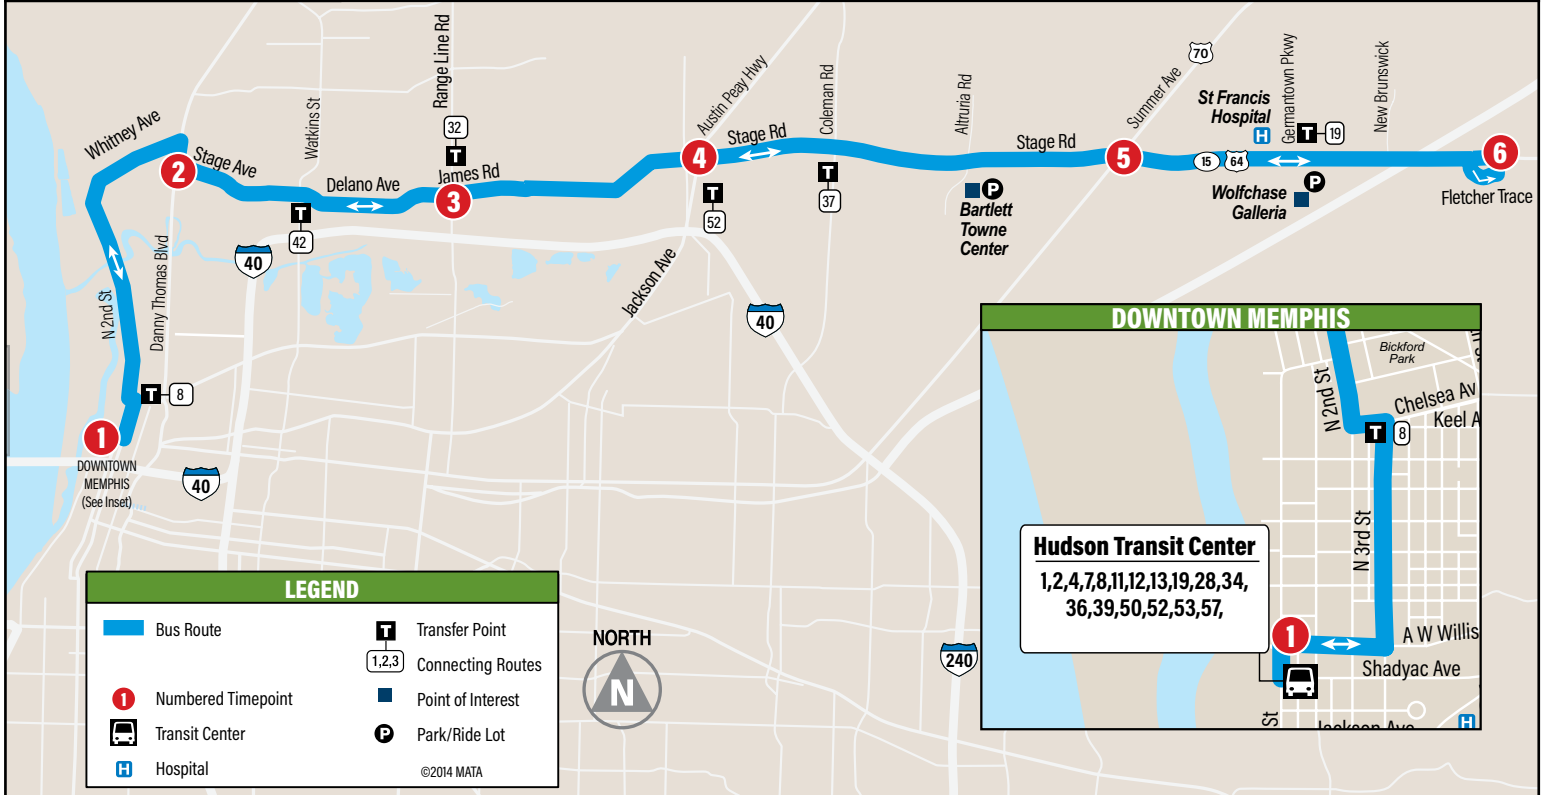 Whitney Ave
Stage Ave
Watkins St
Delano Ave
Range Line Rd
32
T
James Rd
Austin Peay Hwy
Stage Rd
Coleman Rd
Altruria Rd
Stage Rd
Summer Ave
70
St Francis
Hospital
H
Germantown Pkwy
T
19
New Brunswick
1
2
3
4
5
6
15
64
Fletcher Trace
Wolfchase
Galleria
P
P
Bartlett
Towne
Center
T
37
T
52
T
42
40
40
40
240
Jackson Ave
N 2nd St
Danny Thomas Blvd
T
8
DOWNTOWN
MEMPHIS
(See Inset)
LEGEND
Bus Route
1
Numbered Timepoint
Transit Center
H
Hospital
T
Transfer Point
1,2,3
Connecting Routes
Point of Interest
P
Park/Ride Lot
©2014 MATA
NORTH
N
DOWNTOWN MEMPHIS
Bickford
Park
N 2nd St
Chelsea Av
Keel A
T
8
N 3rd St
Hudson Transit Center
1,2,4,7,8,11,12,13,19,28,34,
36,39,50,52,53,57,
1
A W Willis
Shadyac Ave
St
Jackson Ave
H